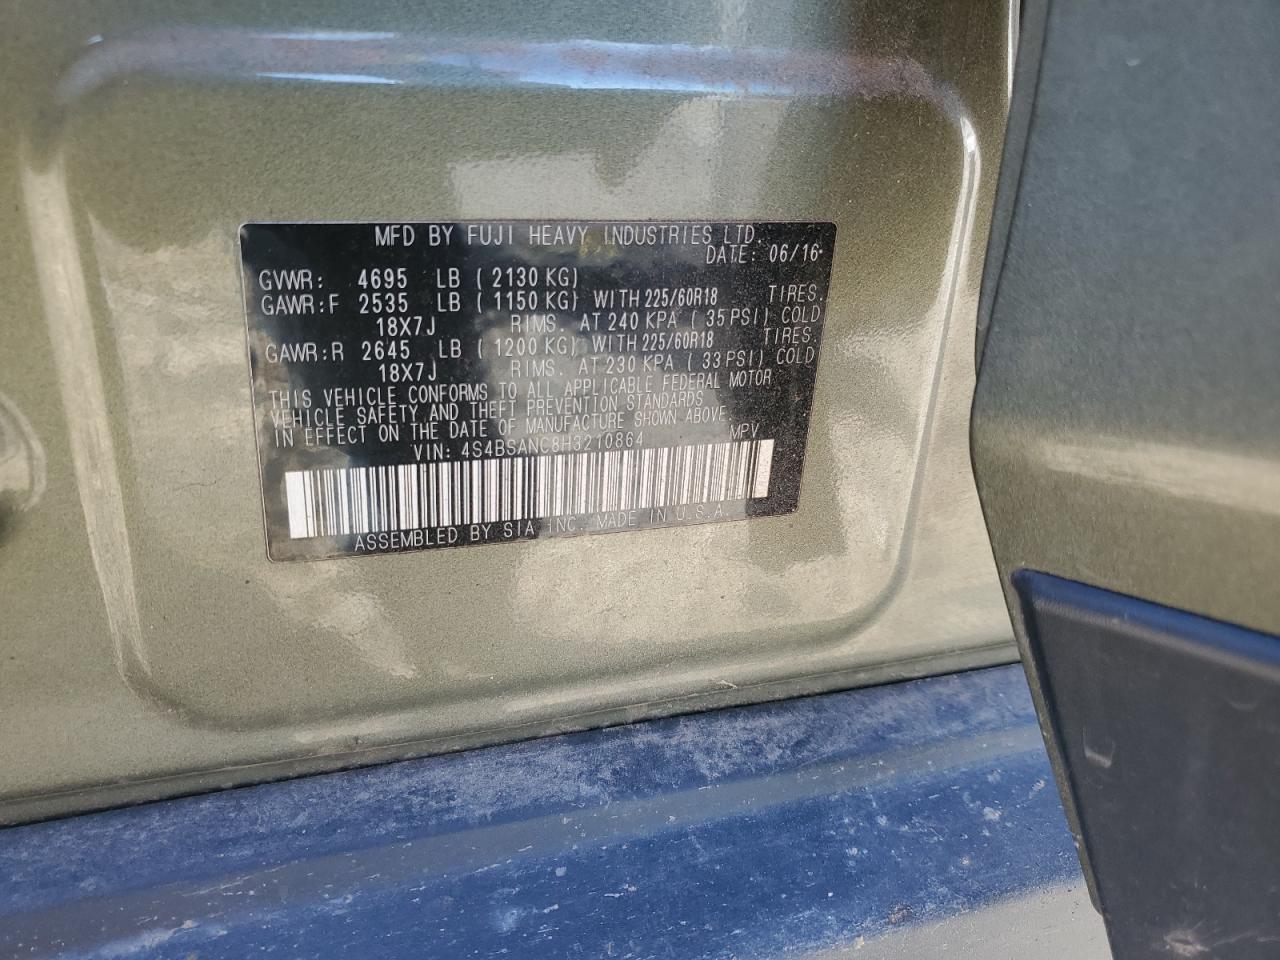 MFD BY FUJI HEAVY INDUSTRIES LTD.
DATE: 06/16
GVWR: 4695 LB ( 2130 KG)
GAWR:F 2535 LB ( 1150 KG) WITH 225/60R18 TIRES.
18X7J RIMS. AT 240 KPA ( 35 PSI) COLD
GAWR:R 2645 LB ( 1200 KG) WITH 225/60R18 TIRES.
18X7J RIMS. AT 230 KPA ( 33 PSI) COLD
THIS VEHICLE CONFORMS TO ALL APPLICABLE FEDERAL MOTOR
VEHICLE SAFETY AND THEFT PREVENTION STANDARDS
IN EFFECT ON THE DATE OF MANUFACTURE SHOWN ABOVE.
VIN: 4S4BSANC8H3210864 MPV
ASSEMBLED BY SIA INC. MADE IN U.S.A.